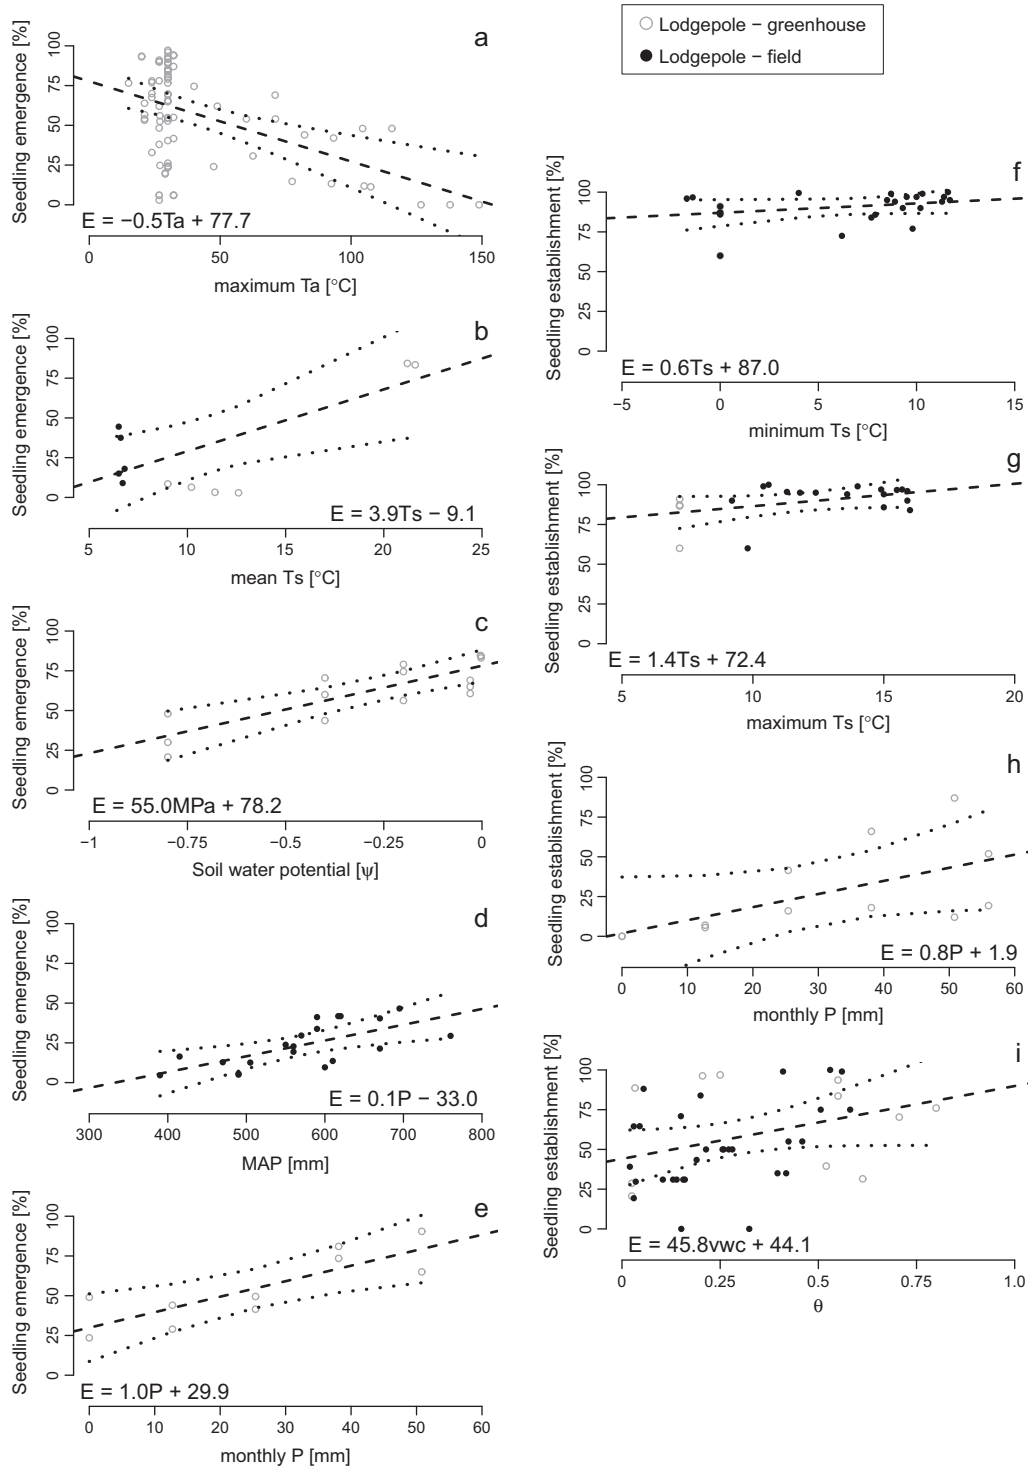 Lodgepole − greenhouse
Lodgepole − field
a
Seedling emergence [%]
100
75
50
25
0
E = −0.5Ta + 77.7
0 50 100 150
maximum Ta [°C]
b
Seedling emergence [%]
100
75
50
25
0
E = 3.9Ts − 9.1
5 10 15 20 25
mean Ts [°C]
c
Seedling emergence [%]
100
75
50
25
0
E = 55.0MPa + 78.2
−1 −0.75 −0.5 −0.25 0
Soil water potential [ψ]
d
Seedling emergence [%]
100
75
50
25
0
E = 0.1P − 33.0
300 400 500 600 700 800
MAP [mm]
e
Seedling emergence [%]
100
75
50
25
0
E = 1.0P + 29.9
0 10 20 30 40 50 60
monthly P [mm]
f
Seedling establishment [%]
100
75
50
25
0
E = 0.6Ts + 87.0
−5 0 5 10 15
minimum Ts [°C]
g
Seedling establishment [%]
100
75
50
25
0
E = 1.4Ts + 72.4
5 10 15 20
maximum Ts [°C]
h
Seedling establishment [%]
100
75
50
25
0
E = 0.8P + 1.9
0 10 20 30 40 50 60
monthly P [mm]
i
Seedling establishment [%]
100
75
50
25
0
E = 45.8vwc + 44.1
0 0.25 0.5 0.75 1.0
θ